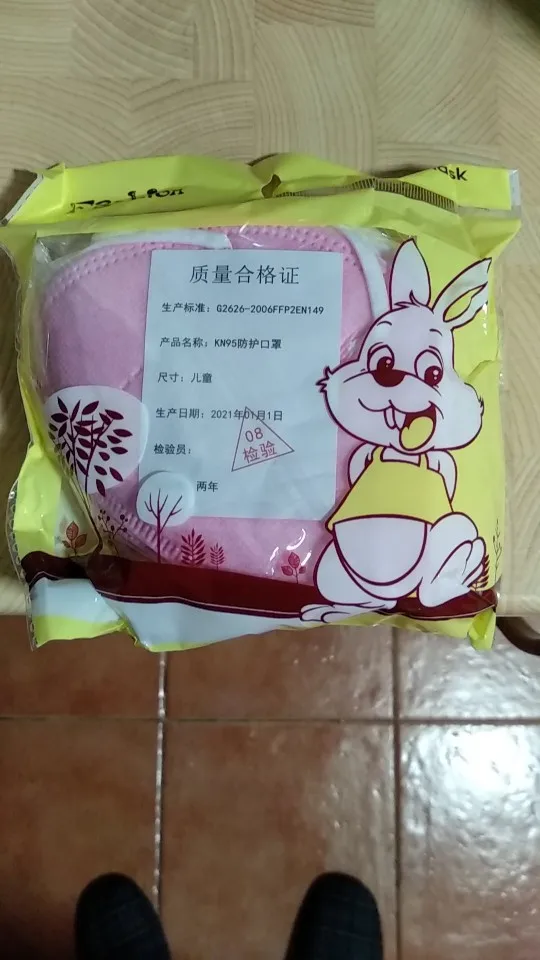 Fashion
质量合格证
生产标准: G2626-2006FFP2EN149
产品名称: KN95防护口罩
尺寸: 儿童
生产日期: 2021年01月1日
检验员:
08
检验
两年